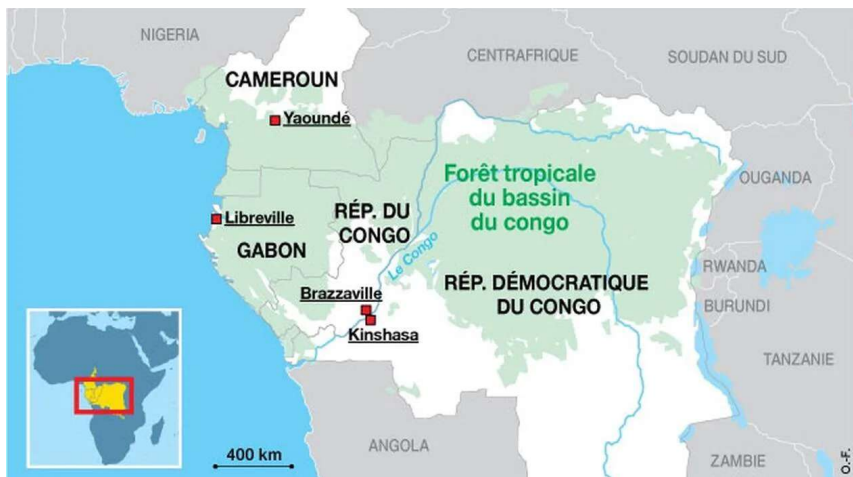 NIGERIA
CENTRAFRIQUE
SOUDAN DU SUD
CAMEROUN
Yaoundé
Forêt tropicale
du bassin
du congo
OUGANDA
Libreville
RÉP. DU
CONGO
GABON
Le Congo
RWANDA
RÉP. DÉMOCRATIQUE
DU CONGO
Brazzaville
BURUNDI
Kinshasa
TANZANIE
ANGOLA
400 km
ZAMBIE
O.-F.